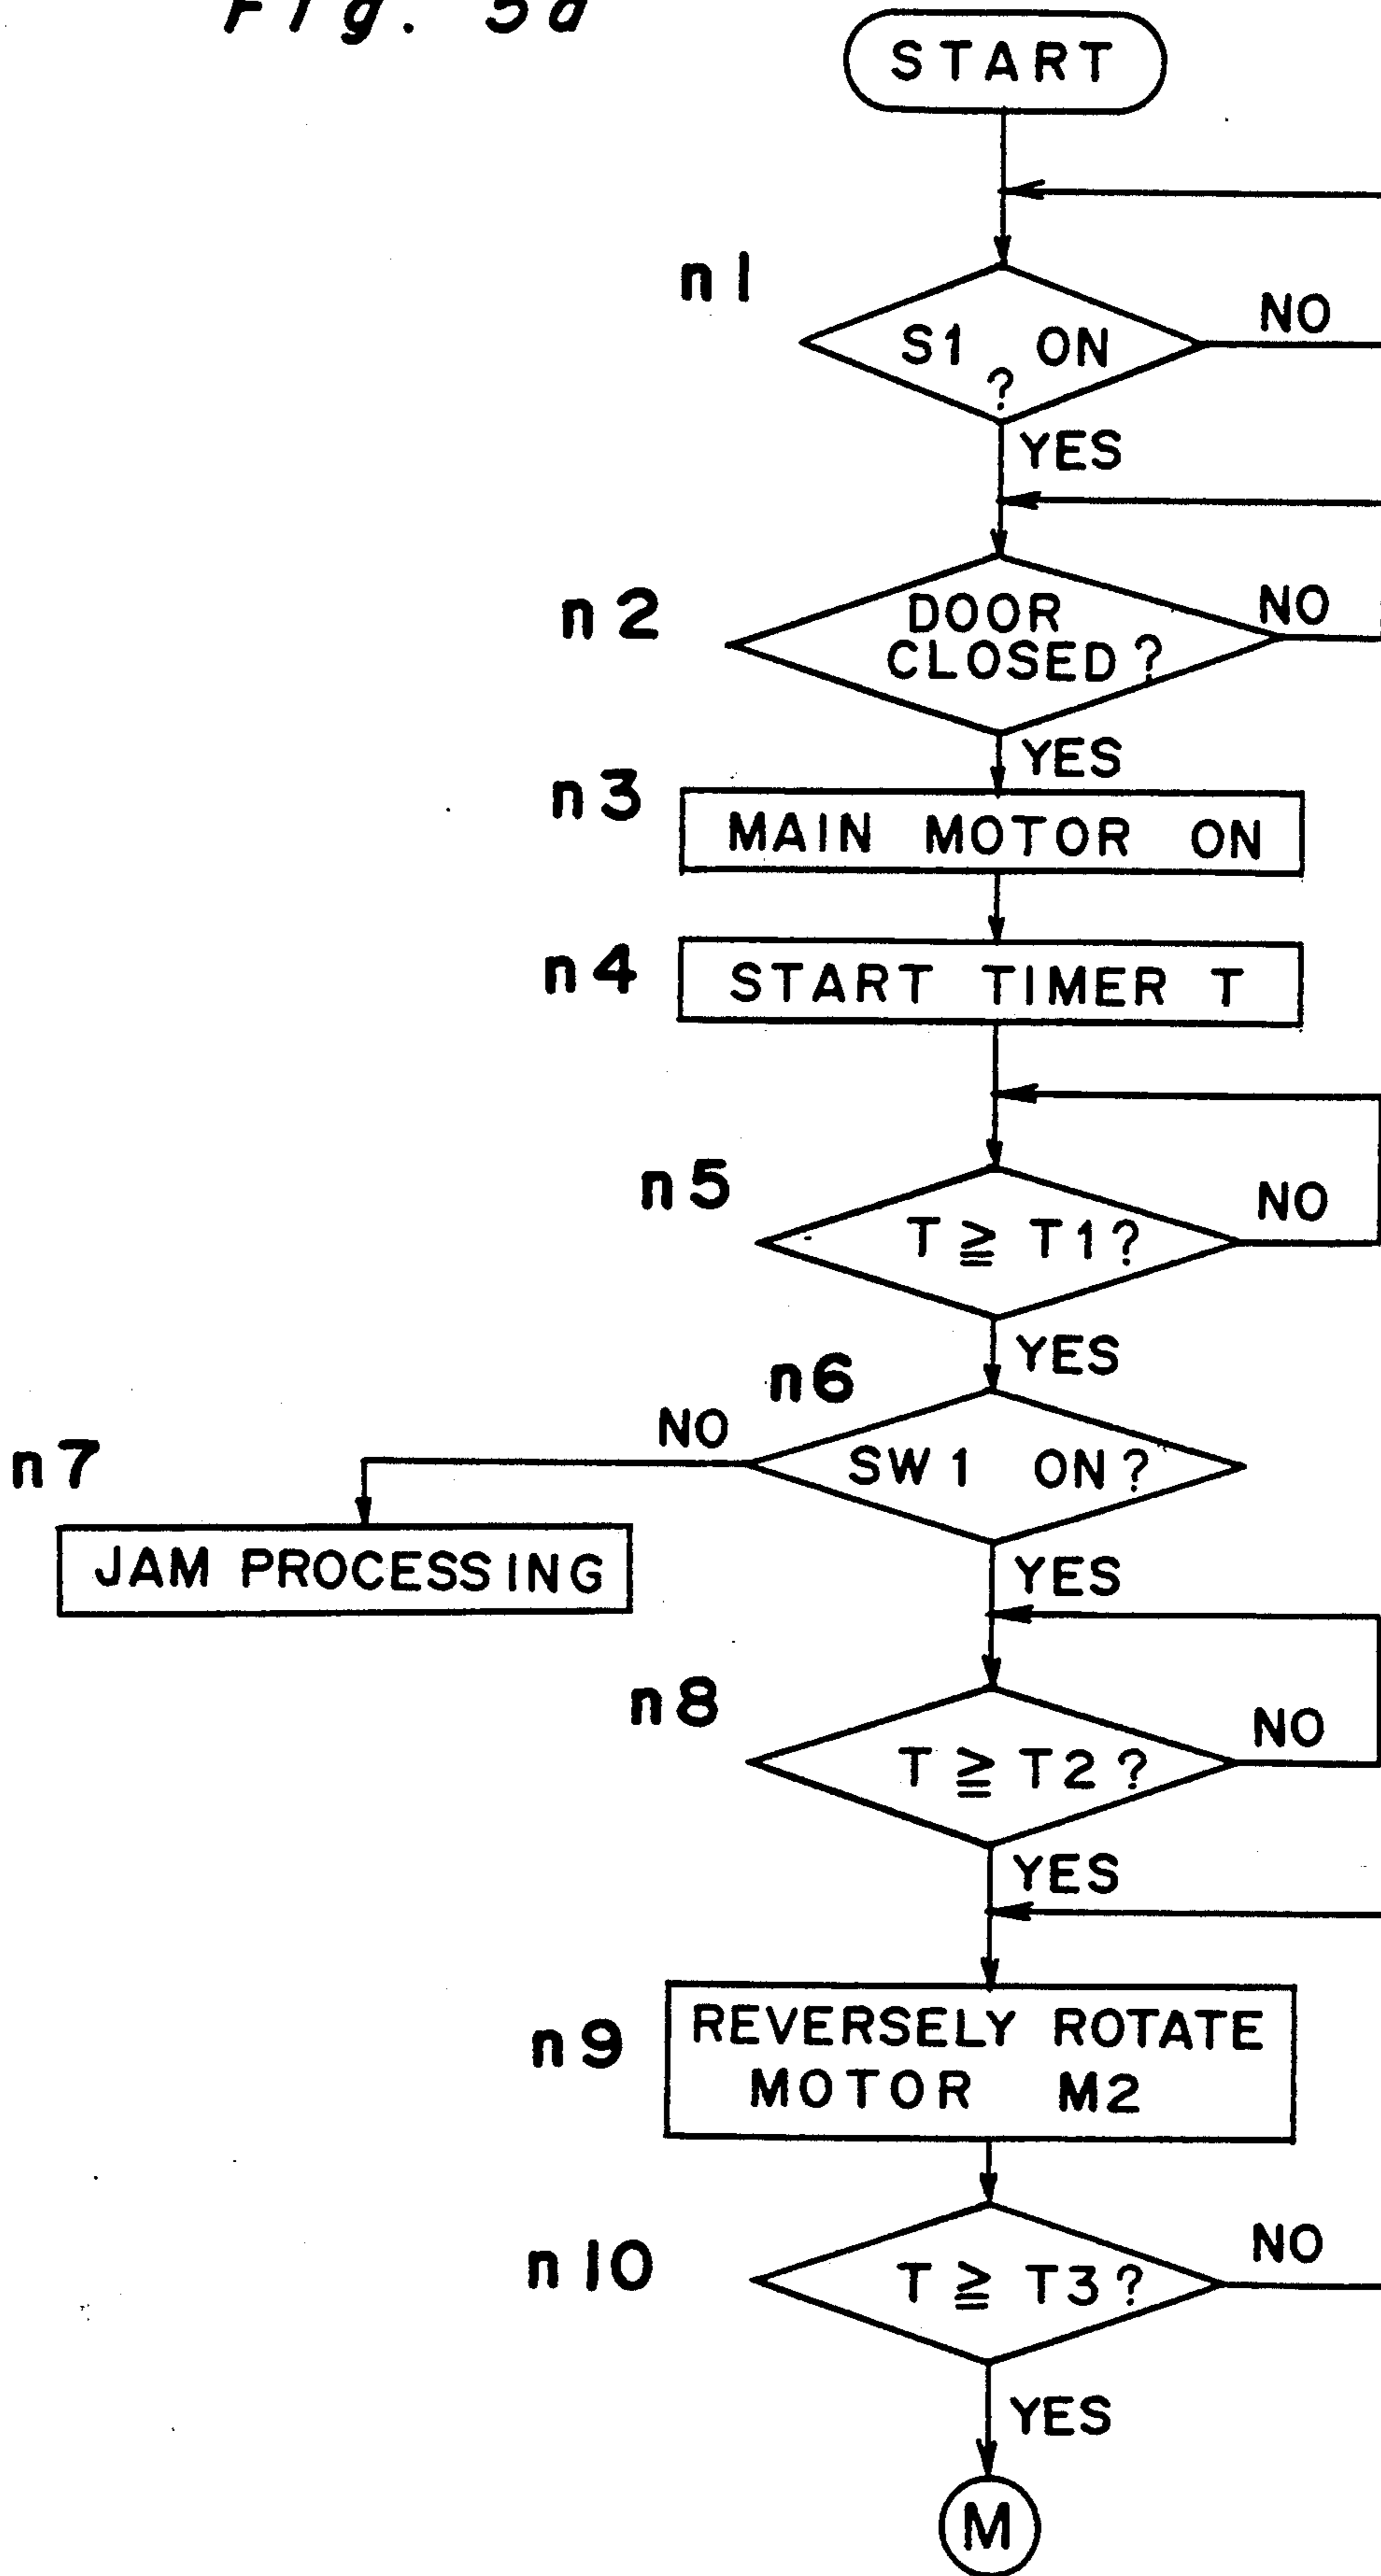 Fig. 5a
START
n1
S1 ON
?
NO
YES
n2
DOOR
CLOSED?
NO
YES
n3
MAIN MOTOR ON
n4
START TIMER T
n5
T ≧ T1?
NO
YES
n6
SW1 ON?
NO
n7
JAM PROCESSING
YES
n8
T ≧ T2?
NO
YES
n9
REVERSELY ROTATE
MOTOR M2
n10
T ≧ T3?
NO
YES
M